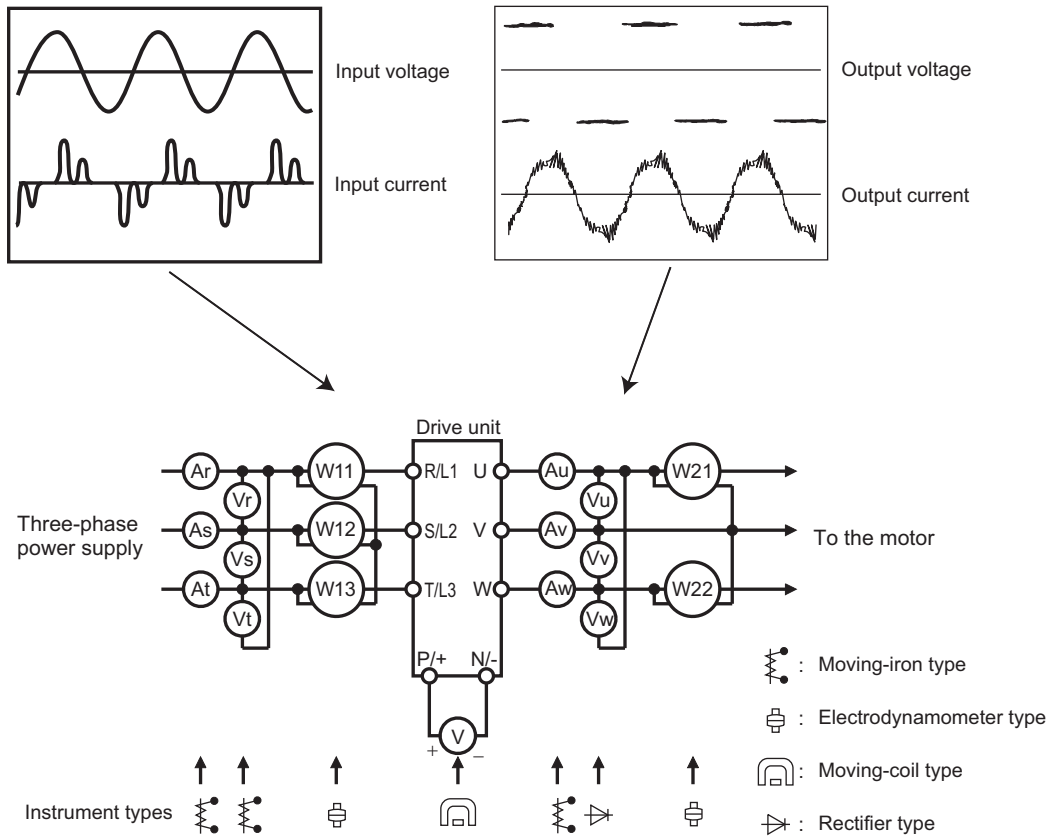 Input voltage
Input current
Output voltage
Output current
Drive unit
Three-phase
power supply
Ar
As
At
Vr
Vs
Vt
W11
W12
W13
R/L1
S/L2
T/L3
U
V
W
P/+
N/-
V
+
−
Au
Av
Aw
Vu
Vv
Vw
W21
W22
To the motor
: Moving-iron type
: Electrodynamometer type
: Moving-coil type
: Rectifier type
Instrument types